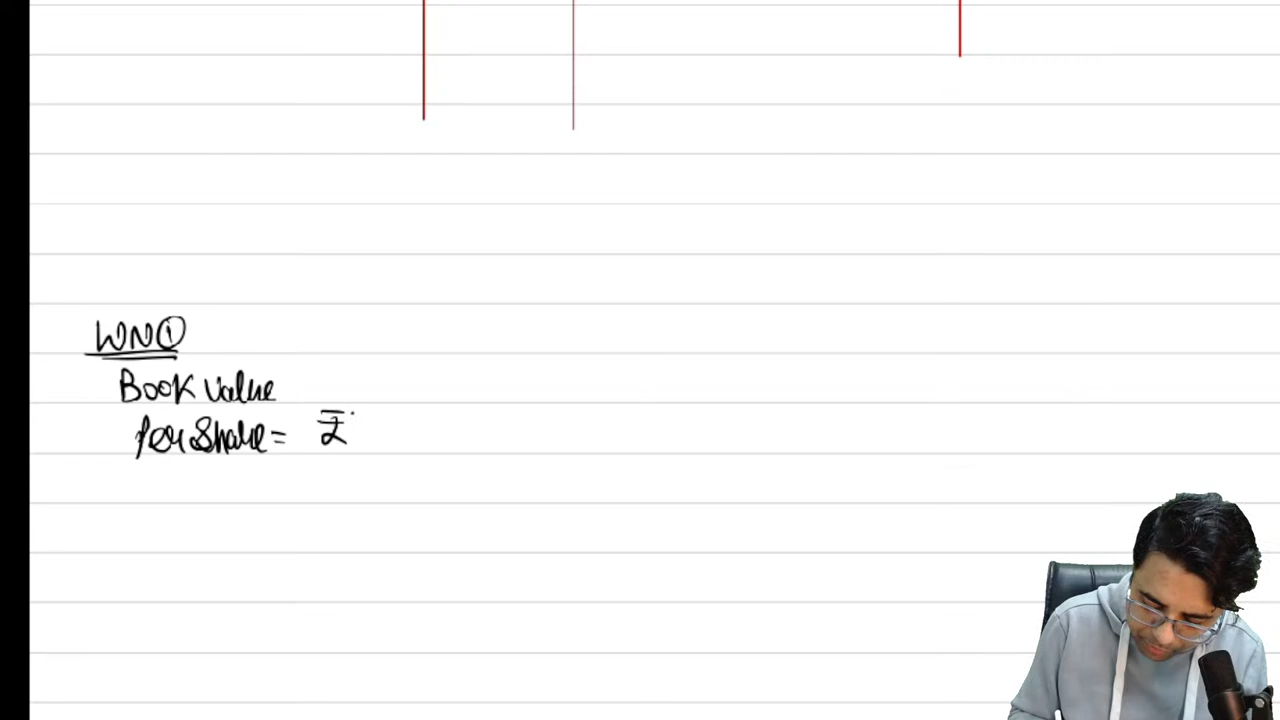 WN①
Book Value
Per Share = ₹